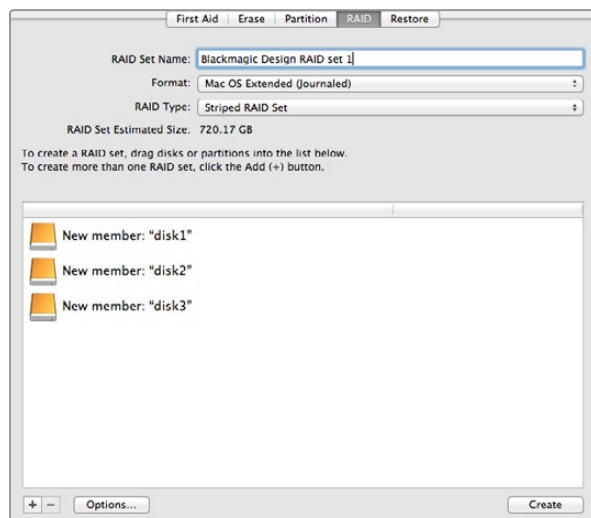 First Aid Erase Partition RAID Restore
RAID Set Name: Blackmagic Design RAID set 1
Format: Mac OS Extended (Journaled)
RAID Type: Striped RAID Set
RAID Set Estimated Size: 720.17 GB
To create a RAID set, drag disks or partitions into the list below.
To create more than one RAID set, click the Add (+) button.
New member: "disk1"
New member: "disk2"
New member: "disk3"
+ − Options... Create